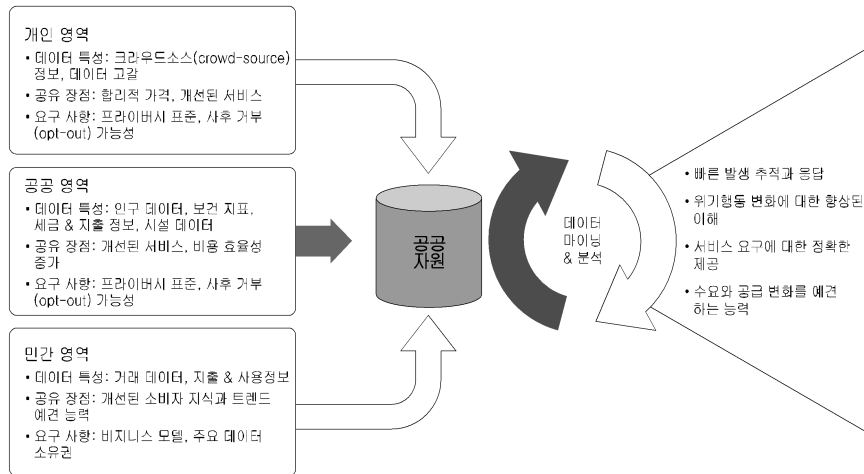 개인 영역
• 데이터 특성: 크라우드소스(crowd-source)
정보, 데이터 고갈
• 공유 장점: 합리적 가격, 개선된 서비스
• 요구 사항: 프라이버시 표준, 사후 거부
(opt-out) 가능성
공공 영역
• 데이터 특성: 인구 데이터, 보건 지표,
세금 & 지출 정보, 시설 데이터
• 공유 장점: 개선된 서비스, 비용 효율성
증가
• 요구 사항: 프라이버시 표준, 사후 거부
(opt-out) 가능성
민간 영역
• 데이터 특성: 거래 데이터, 지출 & 사용정보
• 공유 장점: 개선된 소비자 지식과 트렌드
예견 능력
• 요구 사항: 비지니스 모델, 주요 데이터
소유권
공공
자원
데이터
마이닝
& 분석
• 빠른 발생 추적과 응답
• 위기행동 변화에 대한 향상된
이해
• 서비스 요구에 대한 정확한
제공
• 수요와 공급 변화를 예견
하는 능력